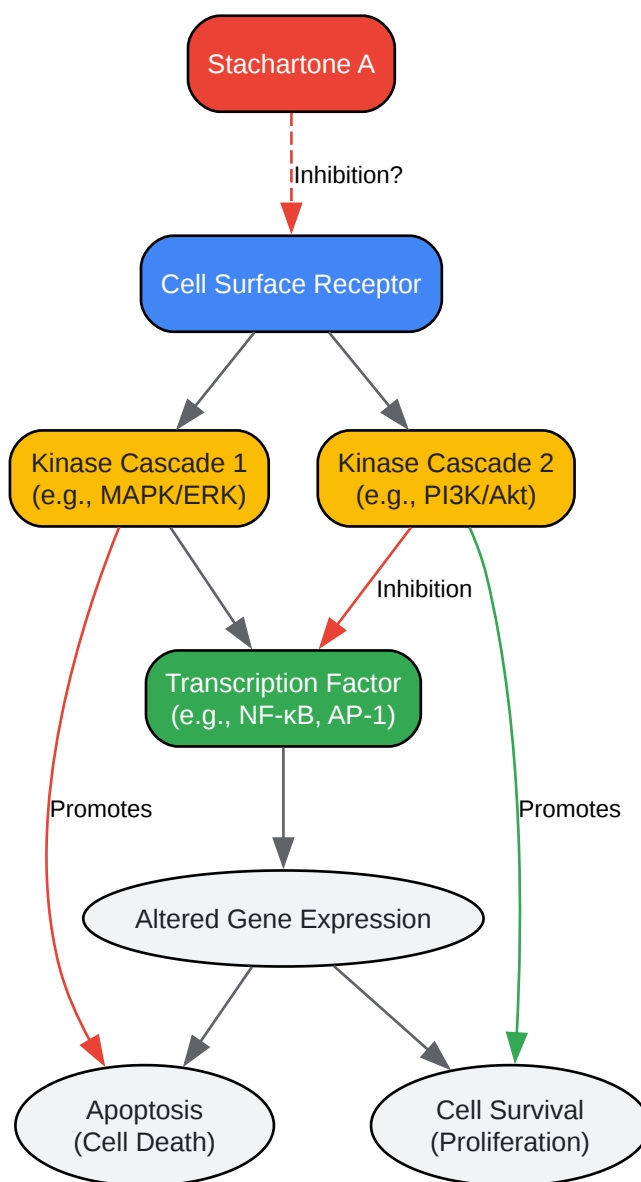 Stachartone A
Inhibition?
Cell Surface Receptor
Kinase Cascade 1
(e.g., MAPK/ERK)
Kinase Cascade 2
(e.g., PI3K/Akt)
Inhibition
Transcription Factor
(e.g., NF-κB, AP-1)
Promotes
Promotes
Altered Gene Expression
Apoptosis
(Cell Death)
Cell Survival
(Proliferation)